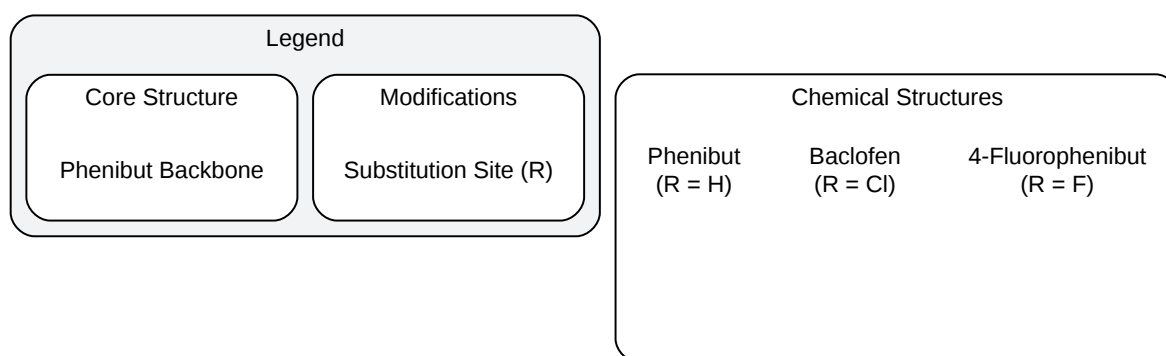 Legend
Core Structure
Modifications
Phenibut Backbone
Substitution Site (R)
Chemical Structures
Phenibut
(R = H)
Baclofen
(R = Cl)
4-Fluorophenibut
(R = F)